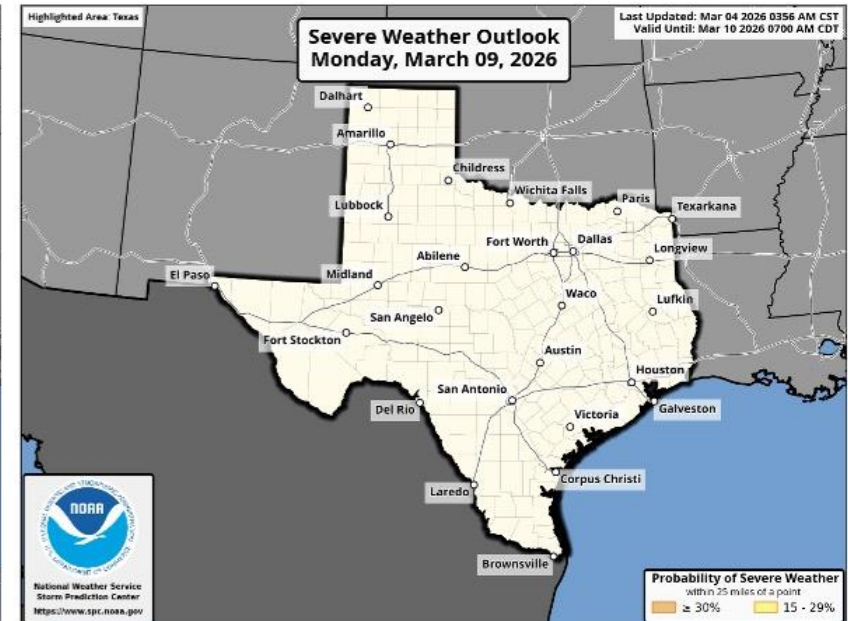 Highlighted Area: Texas
Severe Weather Outlook
Monday, March 09, 2026
Last Updated: Mar 04 2026 0356 AM CST
Valid Until: Mar 10 2026 0700 AM CDT
Dalhart
Amarillo
Childress
Wichita Falls
Paris
Texarkana
Lubbock
Fort Worth
Dallas
Longview
Abilene
El Paso
Midland
Waco
Lufkin
San Angelo
Fort Stockton
Austin
Houston
San Antonio
Del Rio
Victoria
Galveston
Corpus Christi
Laredo
Brownsville
NOAA
National Weather Service
Storm Prediction Center
https://www.spc.noaa.gov
Probability of Severe Weather
within 25 miles of a point
≥ 30%
15 - 29%